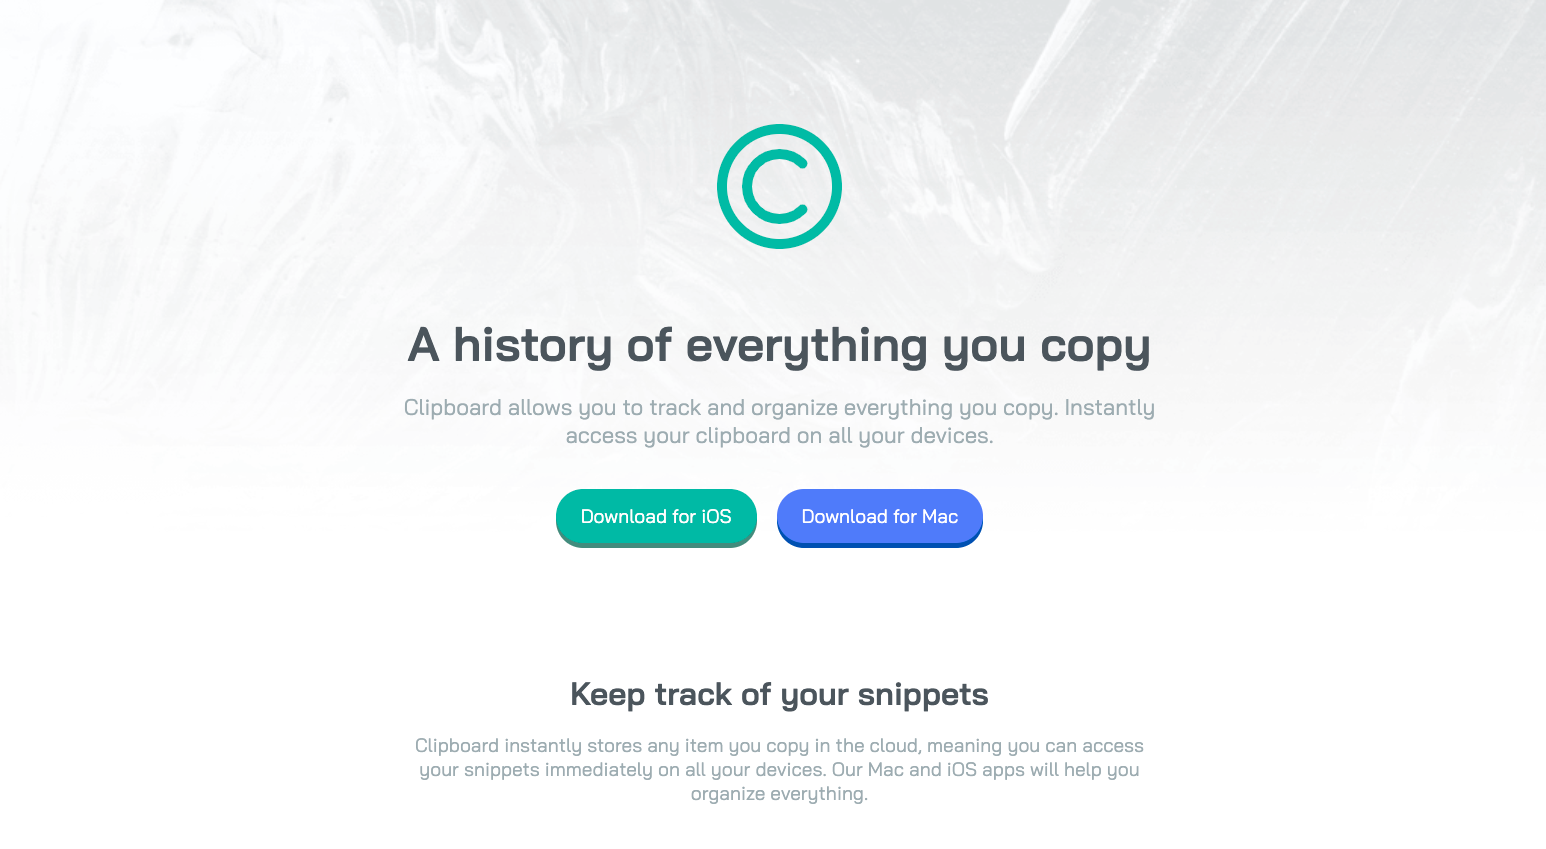 ©
A history of everything you copy
Clipboard allows you to track and organize everything you copy. Instantly
access your clipboard on all your devices.
Download for iOS
Download for Mac
Keep track of your snippets
Clipboard instantly stores any item you copy in the cloud, meaning you can access
your snippets immediately on all your devices. Our Mac and iOS apps will help you
organize everything.